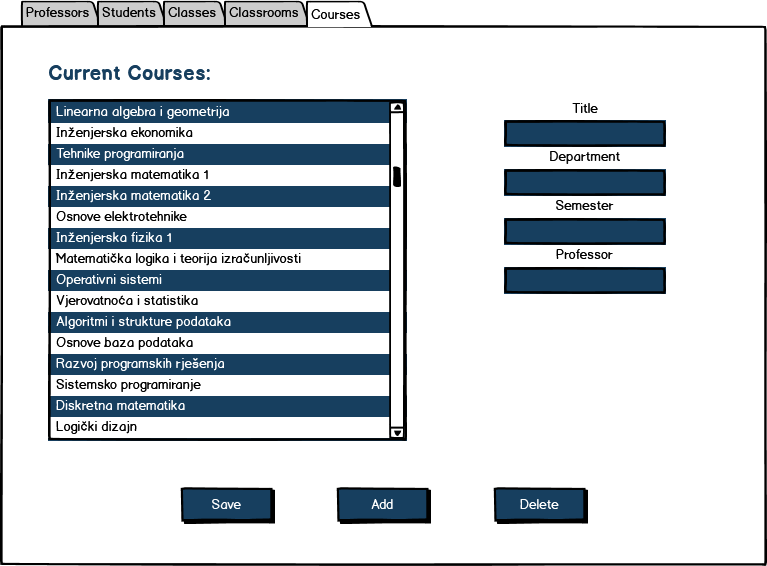 Professors Students Classes Classrooms Courses
Current Courses:
Linearna algebra i geometrija
Inženjerska ekonomika
Tehnike programiranja
Inženjerska matematika 1
Inženjerska matematika 2
Osnove elektrotehnike
Inženjerska fizika 1
Matematička logika i teorija izračunljivosti
Operativni sistemi
Vjerovatnoća i statistika
Algoritmi i strukture podataka
Osnove baza podataka
Razvoj programskih rješenja
Sistemsko programiranje
Diskretna matematika
Logički dizajn
Title
Department
Semester
Professor
Save Add Delete